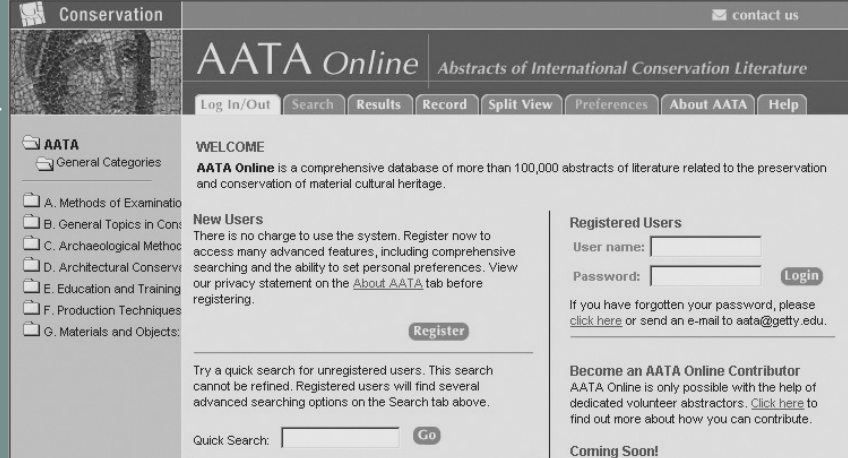 Conservation
contact us
AATA Online
Abstracts of International Conservation Literature
Log In/Out Search Results Record Split View Preferences About AATA Help
AATA
General Categories
A. Methods of Examinatio
B. General Topics in Cons
C. Archaeological Method
D. Architectural Conserva
E. Education and Training
F. Production Techniques
G. Materials and Objects:
WELCOME
AATA Online is a comprehensive database of more than 100,000 abstracts of literature related to the preservation
and conservation of material cultural heritage.
New Users
There is no charge to use the system. Register now to
access many advanced features, including comprehensive
searching and the ability to set personal preferences. View
our privacy statement on the About AATA tab before
registering.
Register
Try a quick search for unregistered users. This search
cannot be refined. Registered users will find several
advanced searching options on the Search tab above.
Quick Search: Go
Registered Users
User name:
Password: Login
If you have forgotten your password, please
click here or send an e-mail to aata@getty.edu.
Become an AATA Online Contributor
AATA Online is only possible with the help of
dedicated volunteer abstractors. Click here to
find out more about how you can contribute.
Coming Soon!